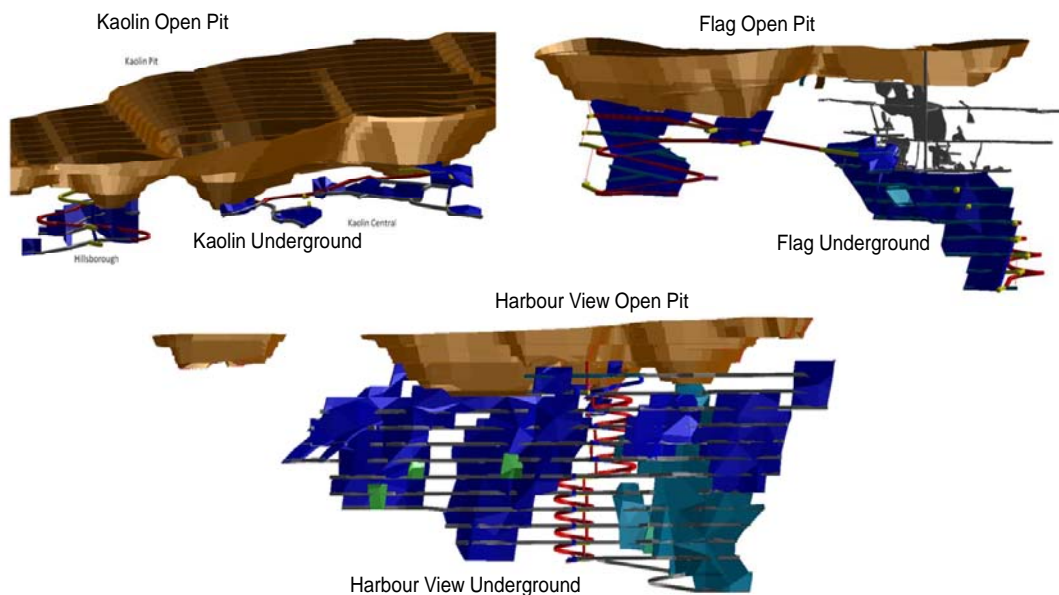 Kaolin Open Pit
Flag Open Pit
Kaolin Pit
Kaolin Central
Kaolin Underground
Hillsborough
Flag Underground
Harbour View Open Pit
Harbour View Underground